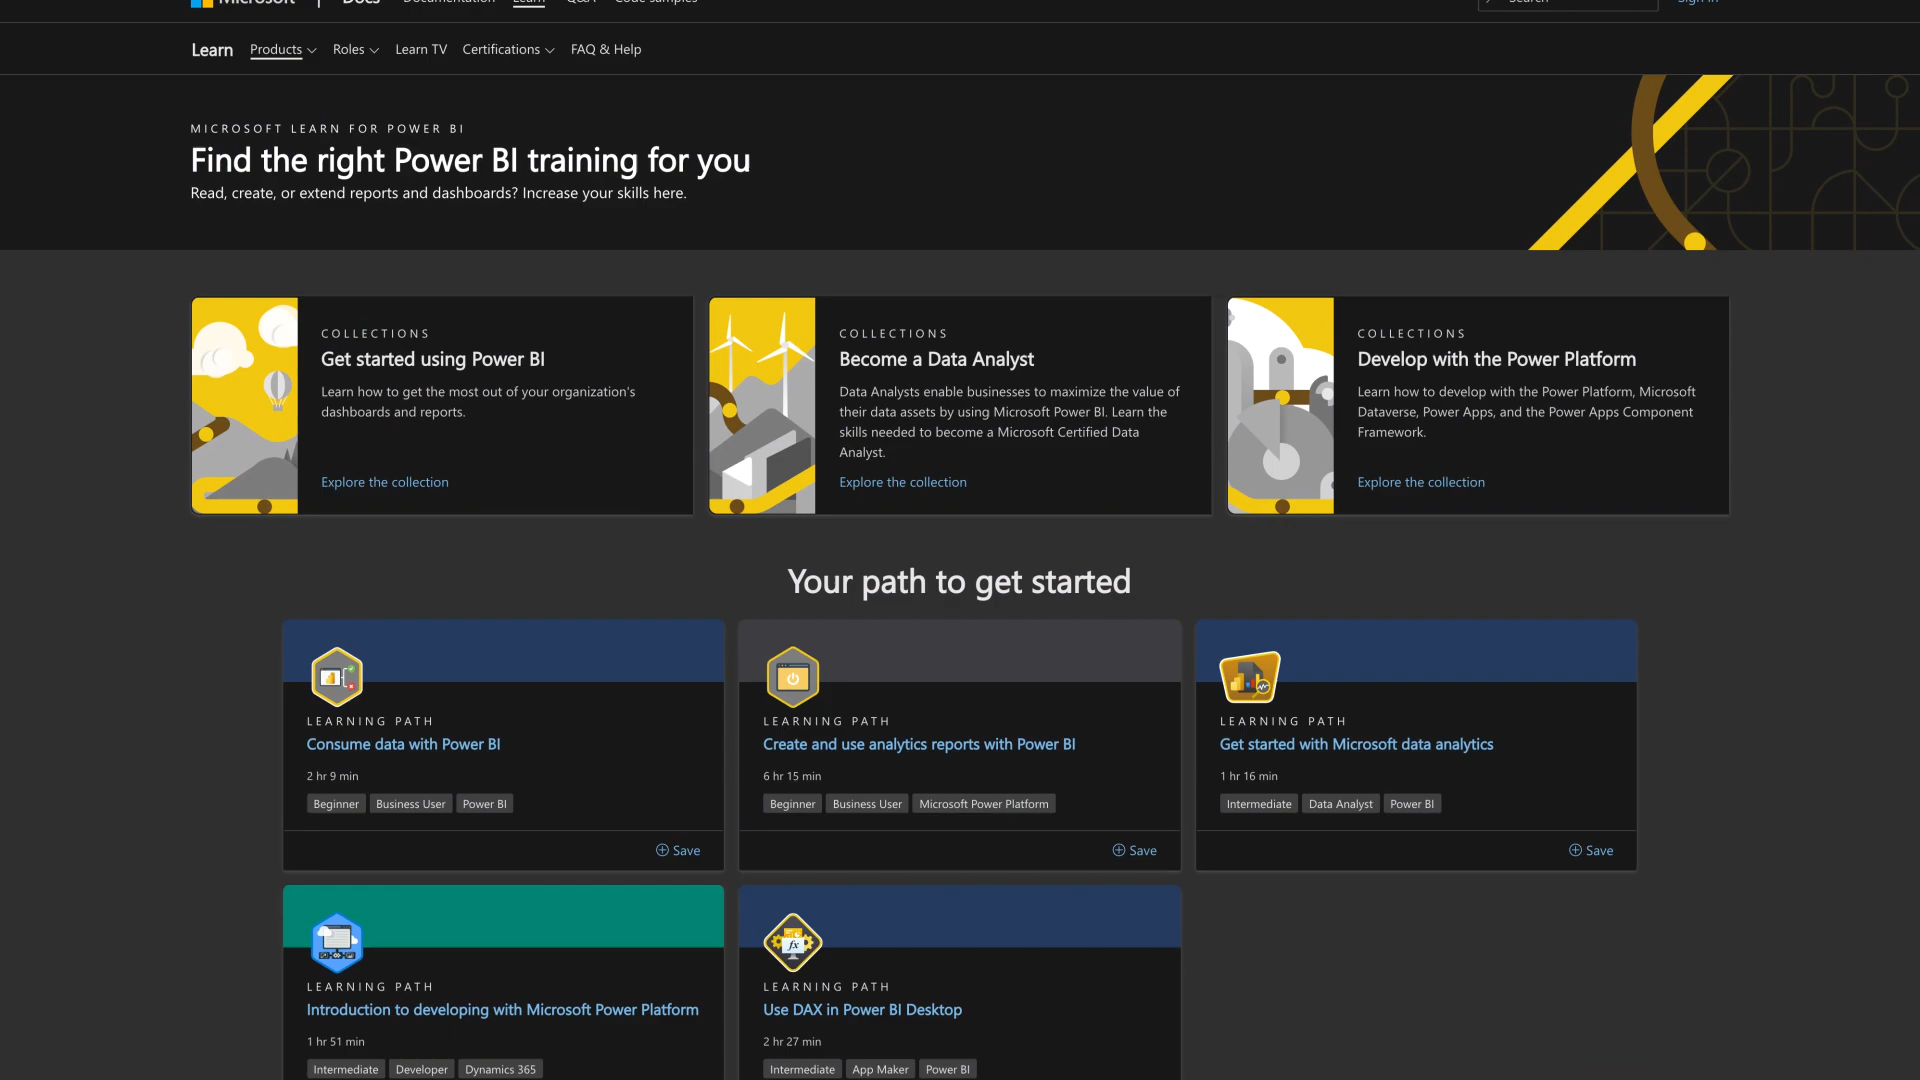 Microsoft | Docs Documentation Learn Q&A Code Samples Search Sign in
Learn Products Roles Learn TV Certifications FAQ & Help
MICROSOFT LEARN FOR POWER BI
Find the right Power BI training for you
Read, create, or extend reports and dashboards? Increase your skills here.
COLLECTIONS
Get started using Power BI
Learn how to get the most out of your organization's
dashboards and reports.
Explore the collection
COLLECTIONS
Become a Data Analyst
Data Analysts enable businesses to maximize the value of
their data assets by using Microsoft Power BI. Learn the
skills needed to become a Microsoft Certified Data
Analyst.
Explore the collection
COLLECTIONS
Develop with the Power Platform
Learn how to develop with the Power Platform, Microsoft
Dataverse, Power Apps, and the Power Apps Component
Framework.
Explore the collection
Your path to get started
LEARNING PATH
Consume data with Power BI
2 hr 9 min
Beginner Business User Power BI
Save
LEARNING PATH
Create and use analytics reports with Power BI
6 hr 15 min
Beginner Business User Microsoft Power Platform
Save
LEARNING PATH
Get started with Microsoft data analytics
1 hr 16 min
Intermediate Data Analyst Power BI
Save
LEARNING PATH
Introduction to developing with Microsoft Power Platform
1 hr 51 min
Intermediate Developer Dynamics 365
fx
LEARNING PATH
Use DAX in Power BI Desktop
2 hr 27 min
Intermediate App Maker Power BI